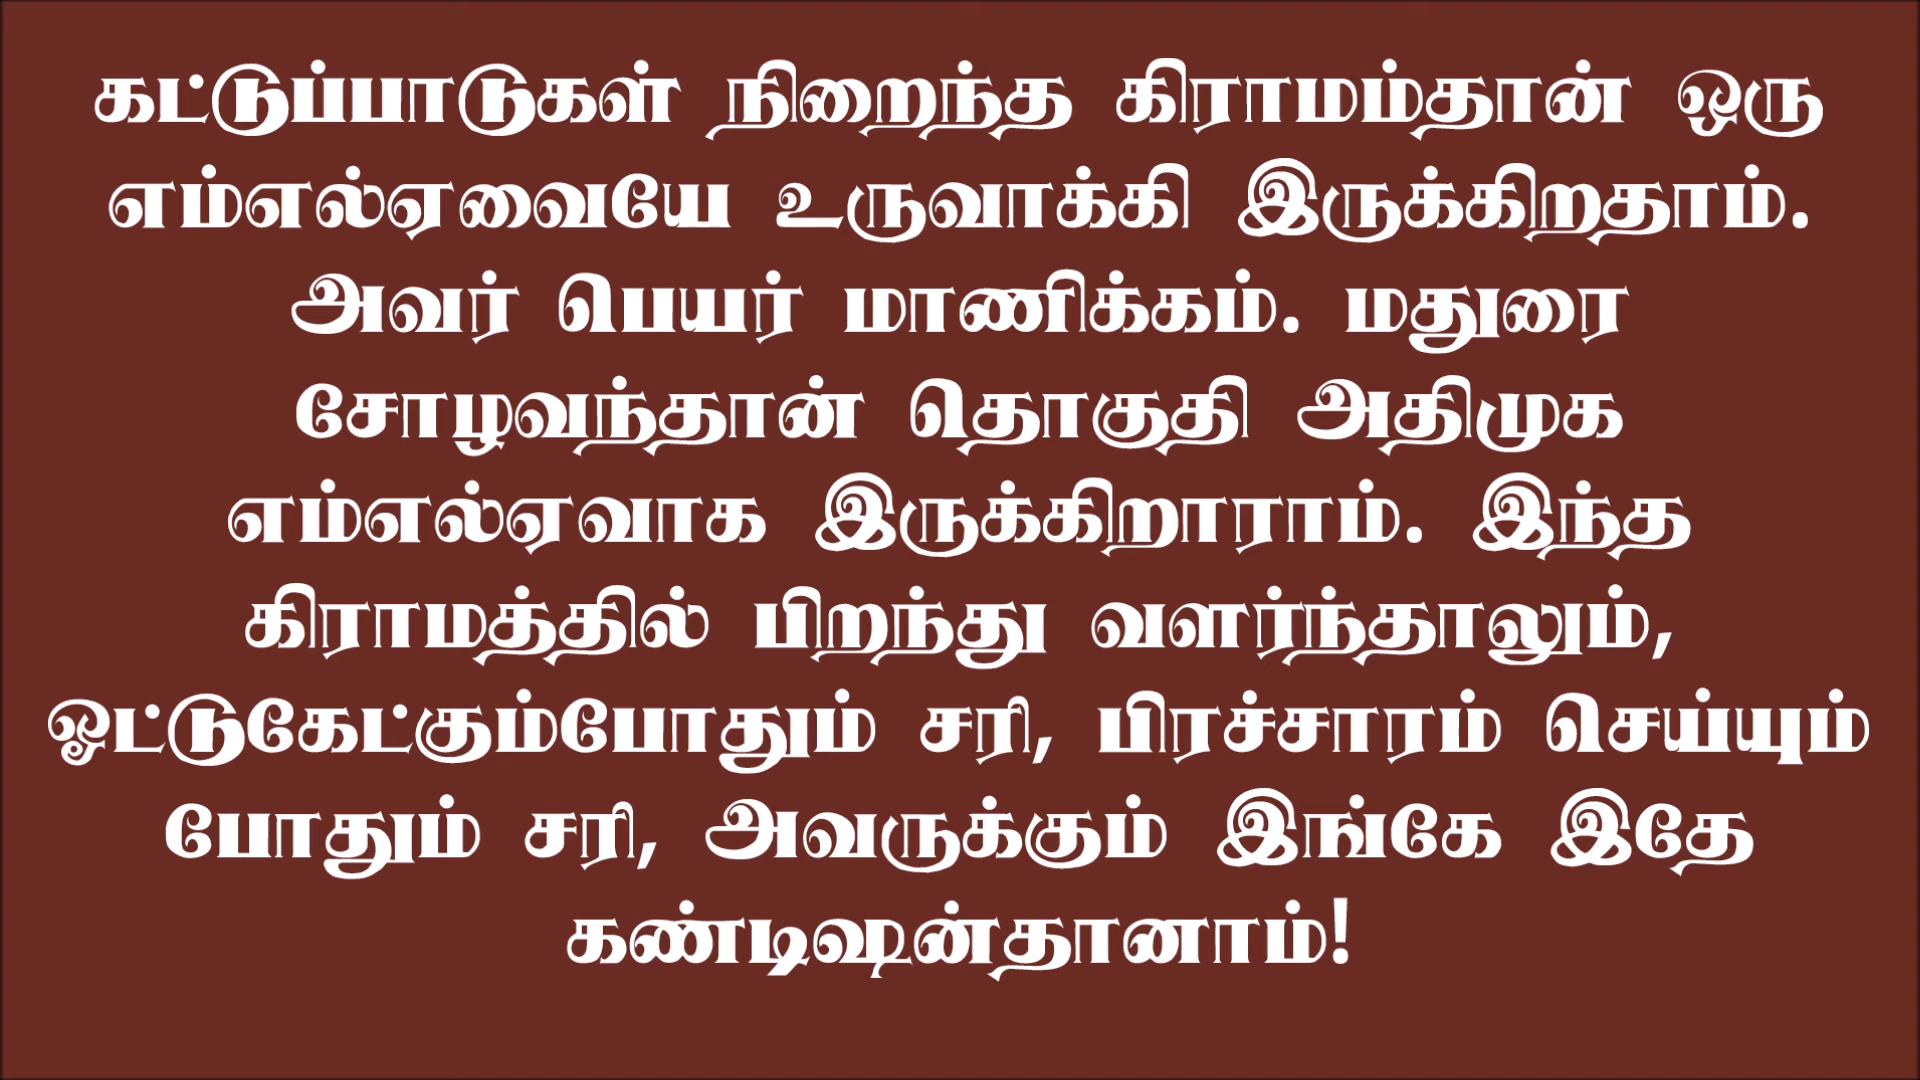 கட்டுப்பாடுகள் நிறைந்த கிராமம்தான் ஒரு
எம்எல்ஏவையே உருவாக்கி இருக்கிறதாம்.
அவர் பெயர் மாணிக்கம். மதுரை
சோழவந்தான் தொகுதி அதிமுக
எம்எல்ஏவாக இருக்கிறாராம். இந்த
கிராமத்தில் பிறந்து வளர்ந்தாலும்,
ஓட்டுகேட்கும்போதும் சரி, பிரச்சாரம் செய்யும்
போதும் சரி, அவருக்கும் இங்கே இதே
கண்டிஷன்தானாம்!